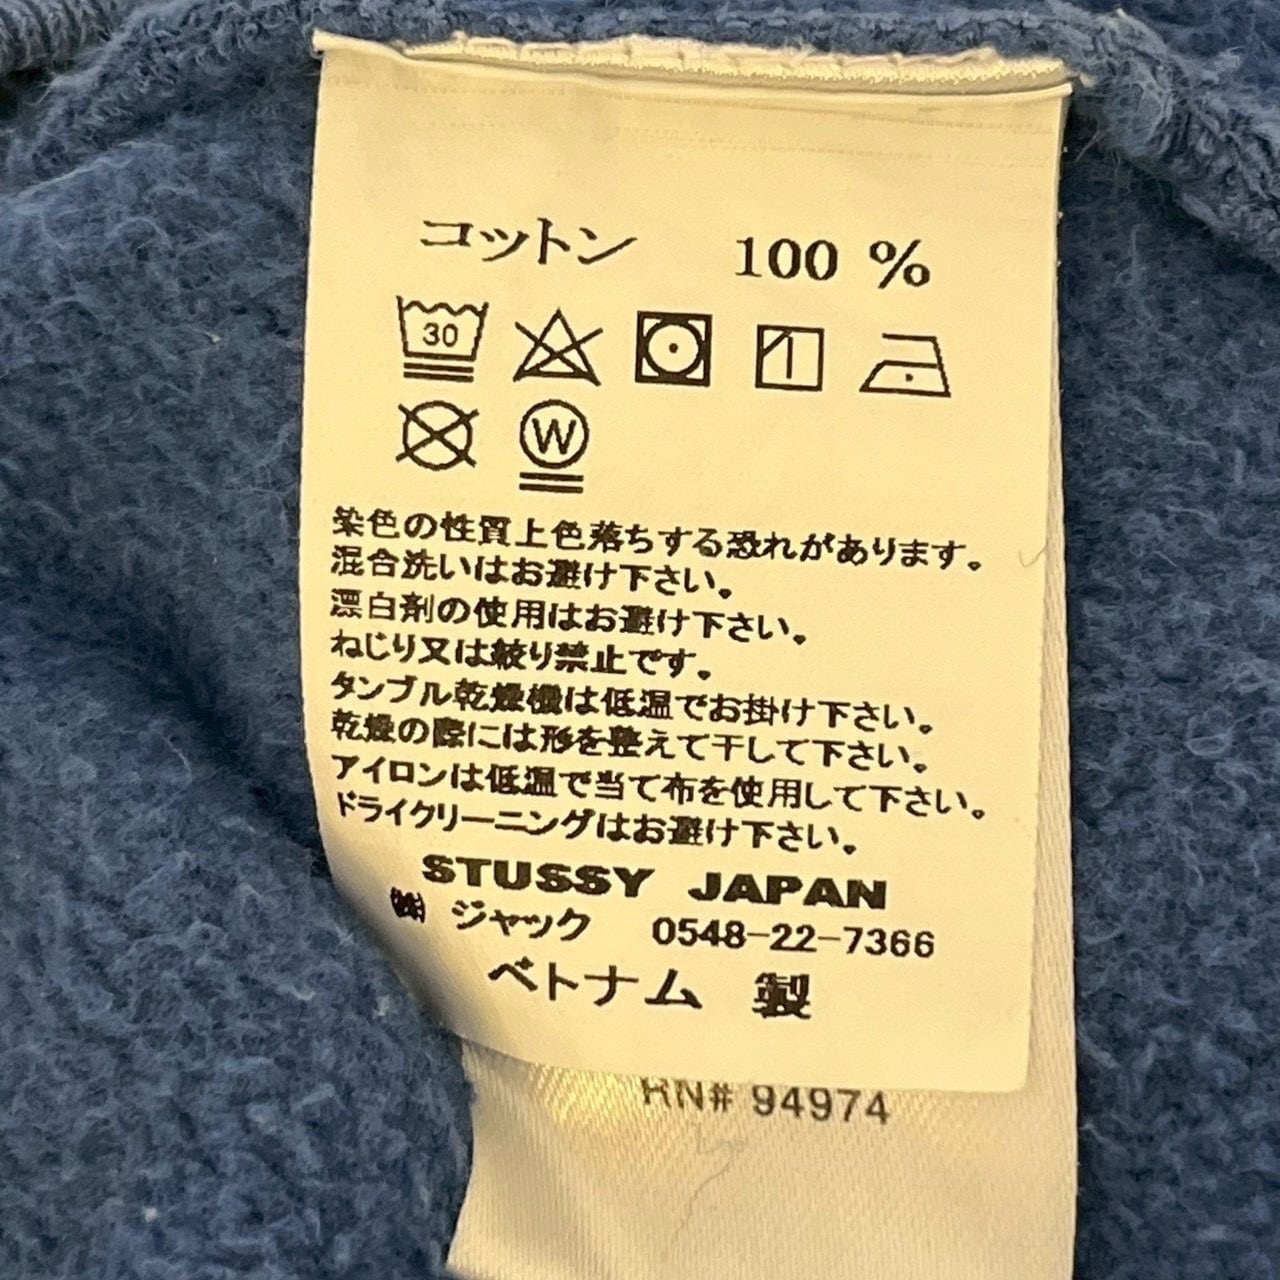 コットン 100 %
30
W
染色の性質上色落ちする恐れがあります。
混合洗いはお避け下さい。
漂白剤の使用はお避け下さい。
ねじり又は絞り禁止です。
タンブル乾燥機は低温でお掛け下さい。
乾燥の際には形を整えて干して下さい。
アイロンは低温で当て布を使用して下さい。
ドライクリーニングはお避け下さい。
STUSSY JAPAN
㈱ ジャック 0548-22-7366
ベトナム 製
RN# 94974